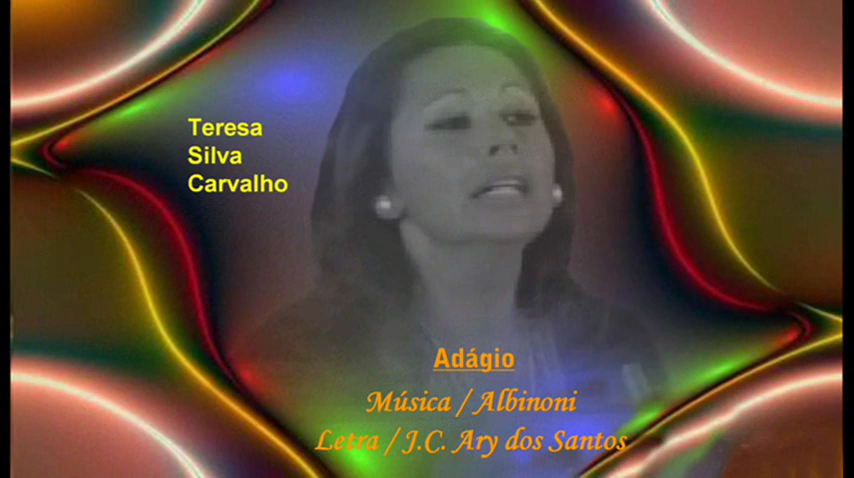 Teresa
Silva
Carvalho
Adágio
Música / Albinoni
Letra / J.C. Ary dos Santos